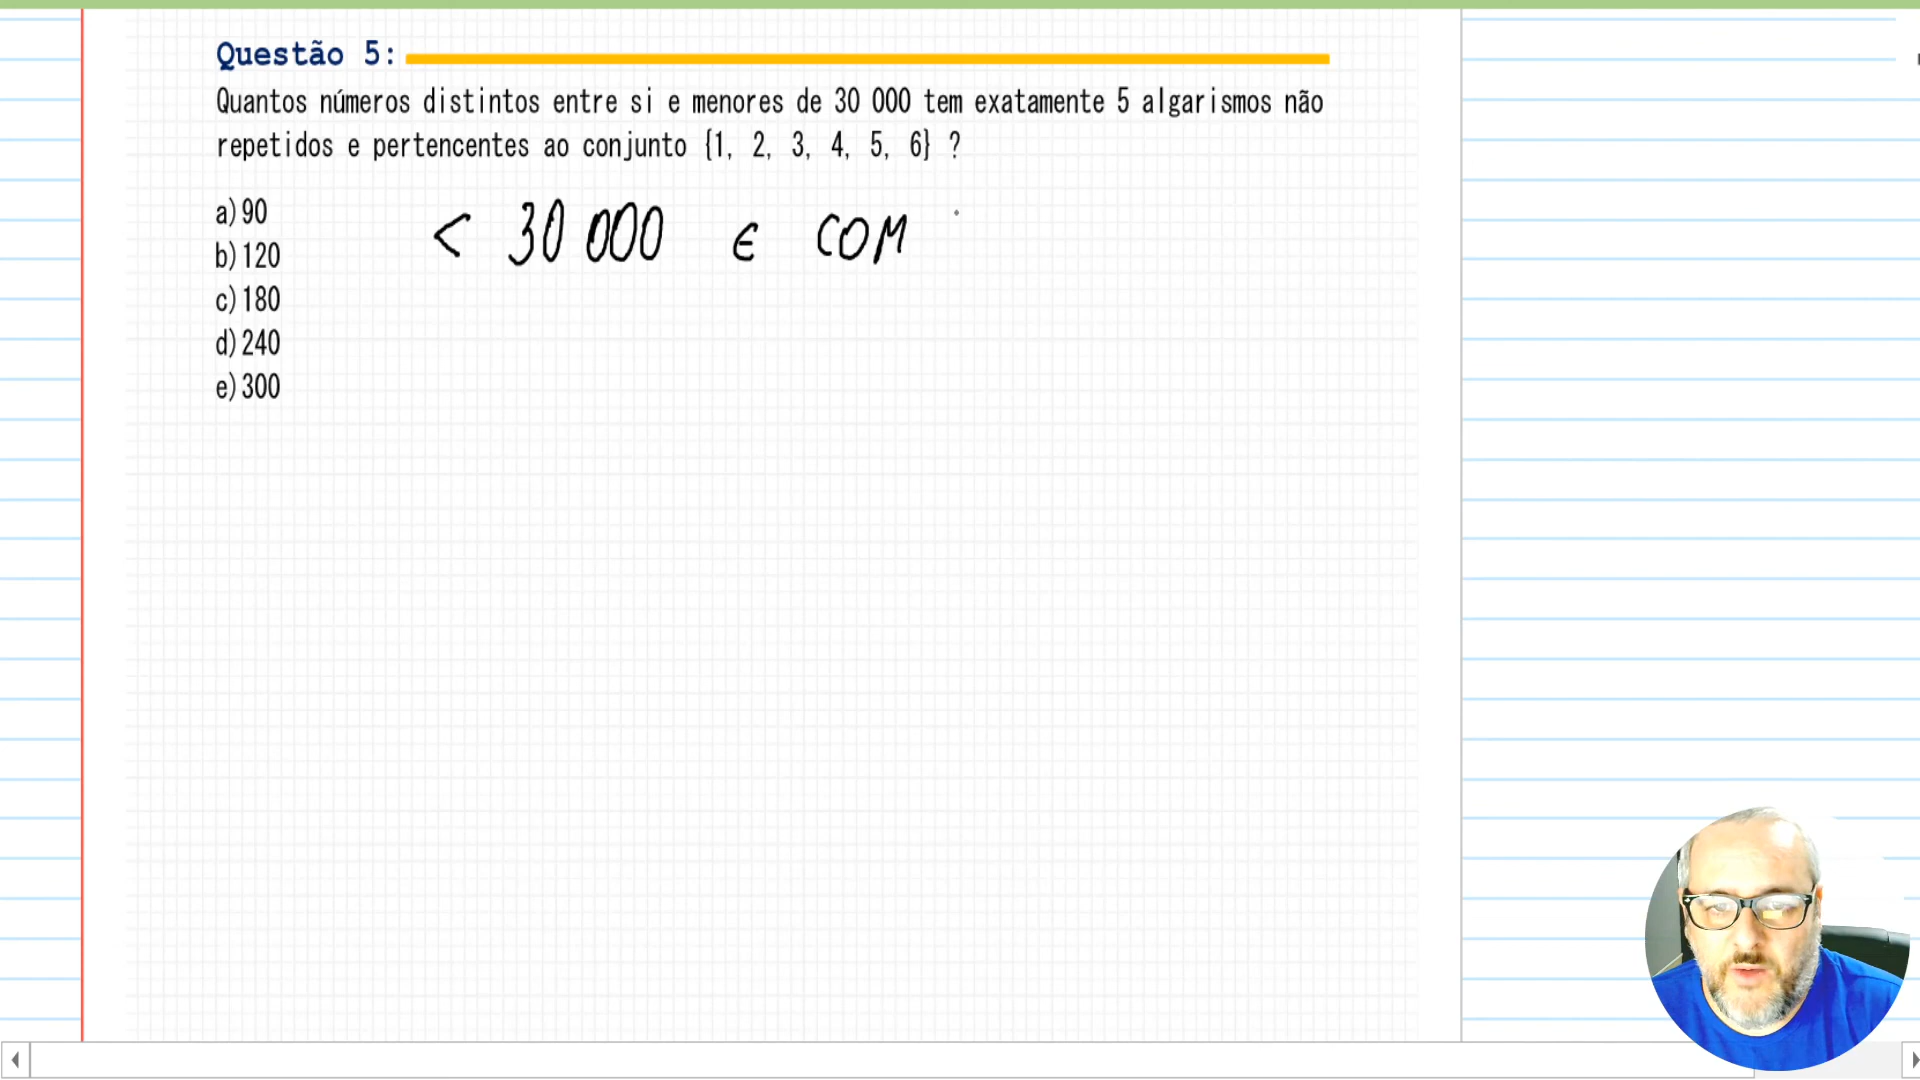 Questão 5:
Quantos números distintos entre si e menores de 30 000 tem exatamente 5 algarismos não
repetidos e pertencentes ao conjunto {1, 2, 3, 4, 5, 6} ?
a)90
b)120
c)180
d)240
e)300
< 30 000 E COM